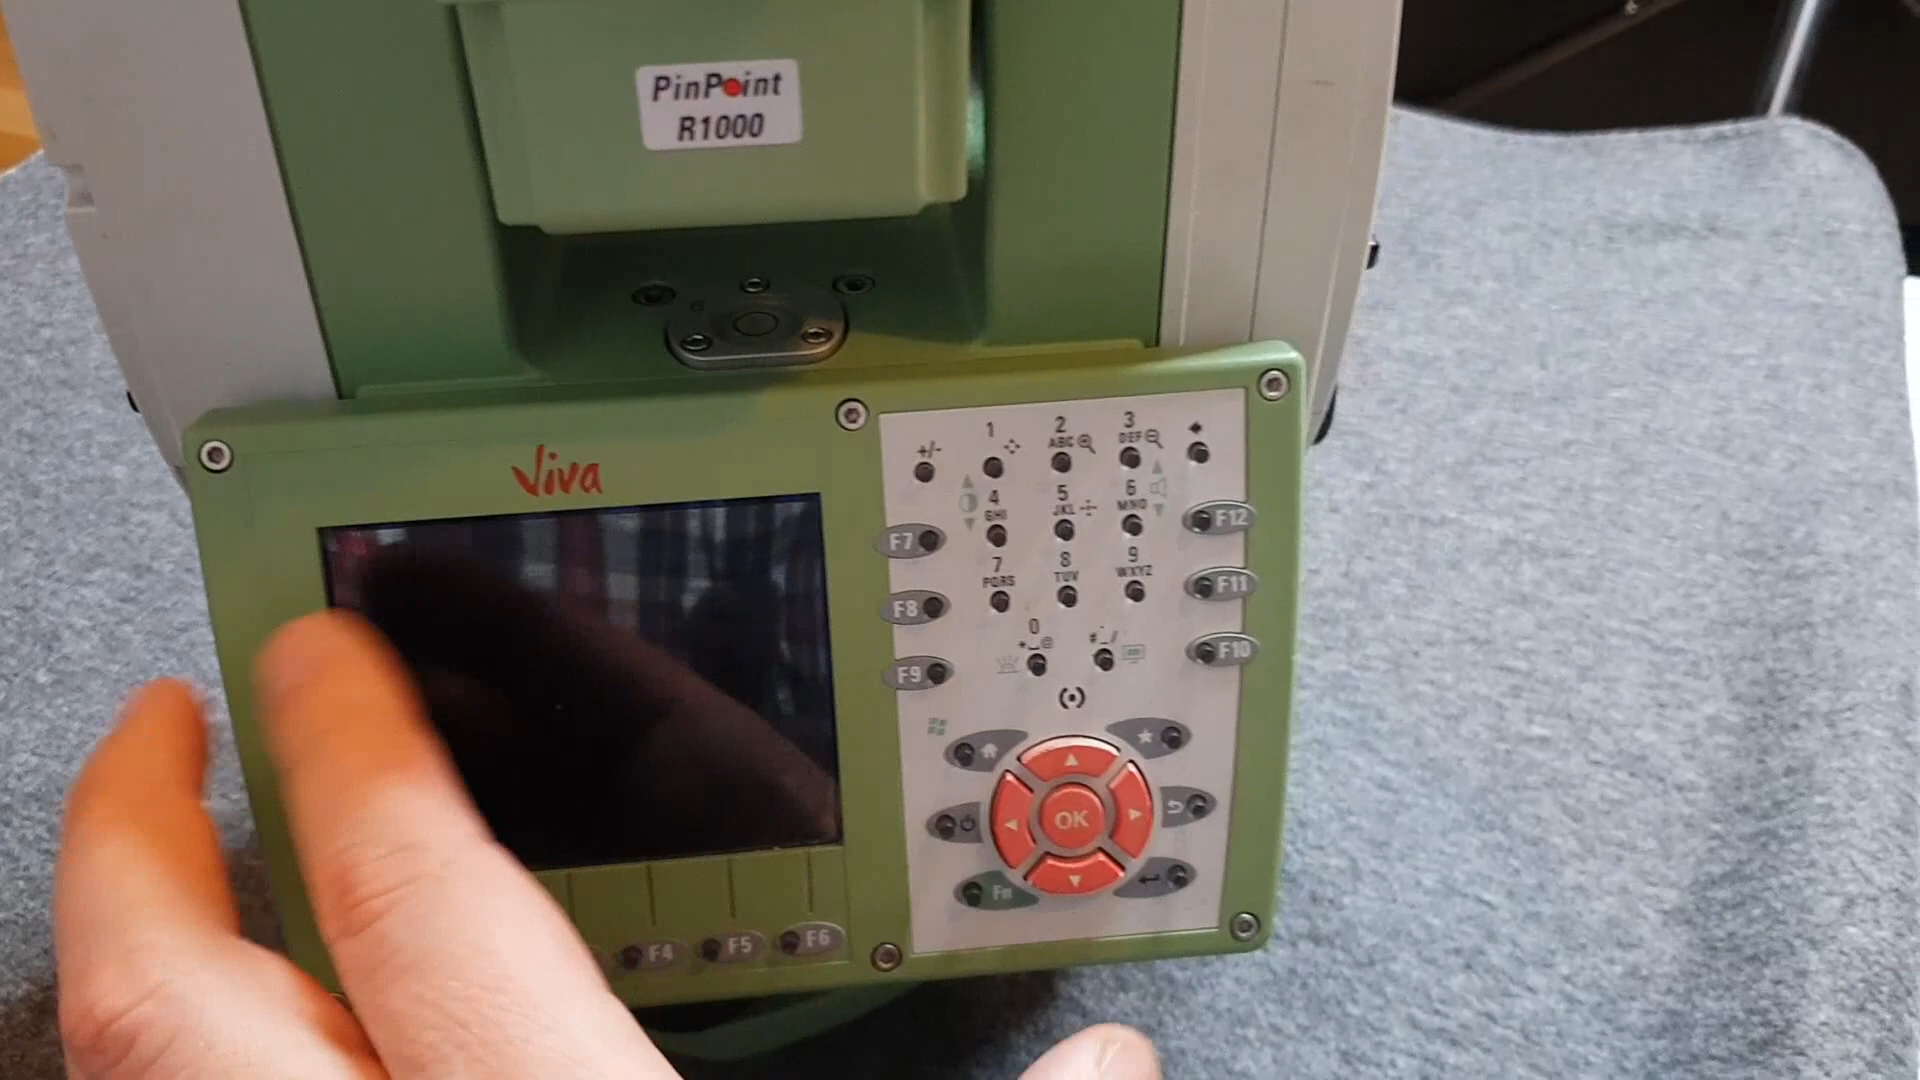 PinPoint
R1000
Viva
+/-
1
2
ABC
3
DEF
4
GHI
5
JKL
6
MNO
7
PQRS
8
TUV
9
WXYZ
0
F7
F8
F9
F12
F11
F10
OK
Fn
F4
F5
F6